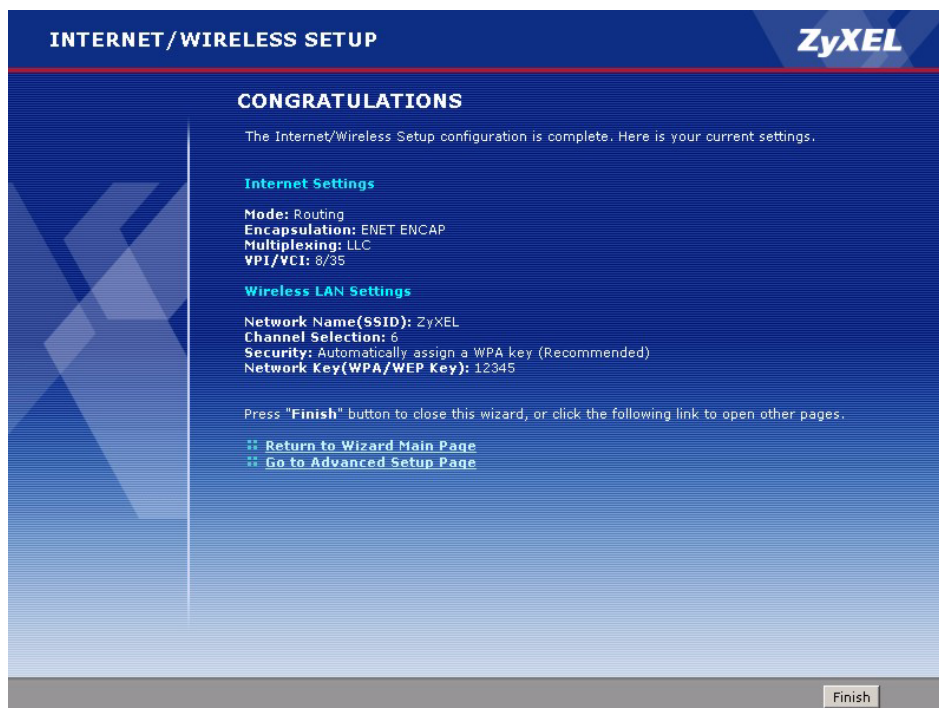 INTERNET/WIRELESS SETUP
ZyXEL
CONGRATULATIONS
The Internet/Wireless Setup configuration is complete. Here is your current settings.
Internet Settings
Mode: Routing
Encapsulation: ENET ENCAP
Multiplexing: LLC
VPI/VCI: 8/35
Wireless LAN Settings
Network Name(SSID): ZyXEL
Channel Selection: 6
Security: Automatically assign a WPA key (Recommended)
Network Key(WPA/WEP Key): 12345
Press "Finish" button to close this wizard, or click the following link to open other pages.
Return to Wizard Main Page
Go to Advanced Setup Page
Finish